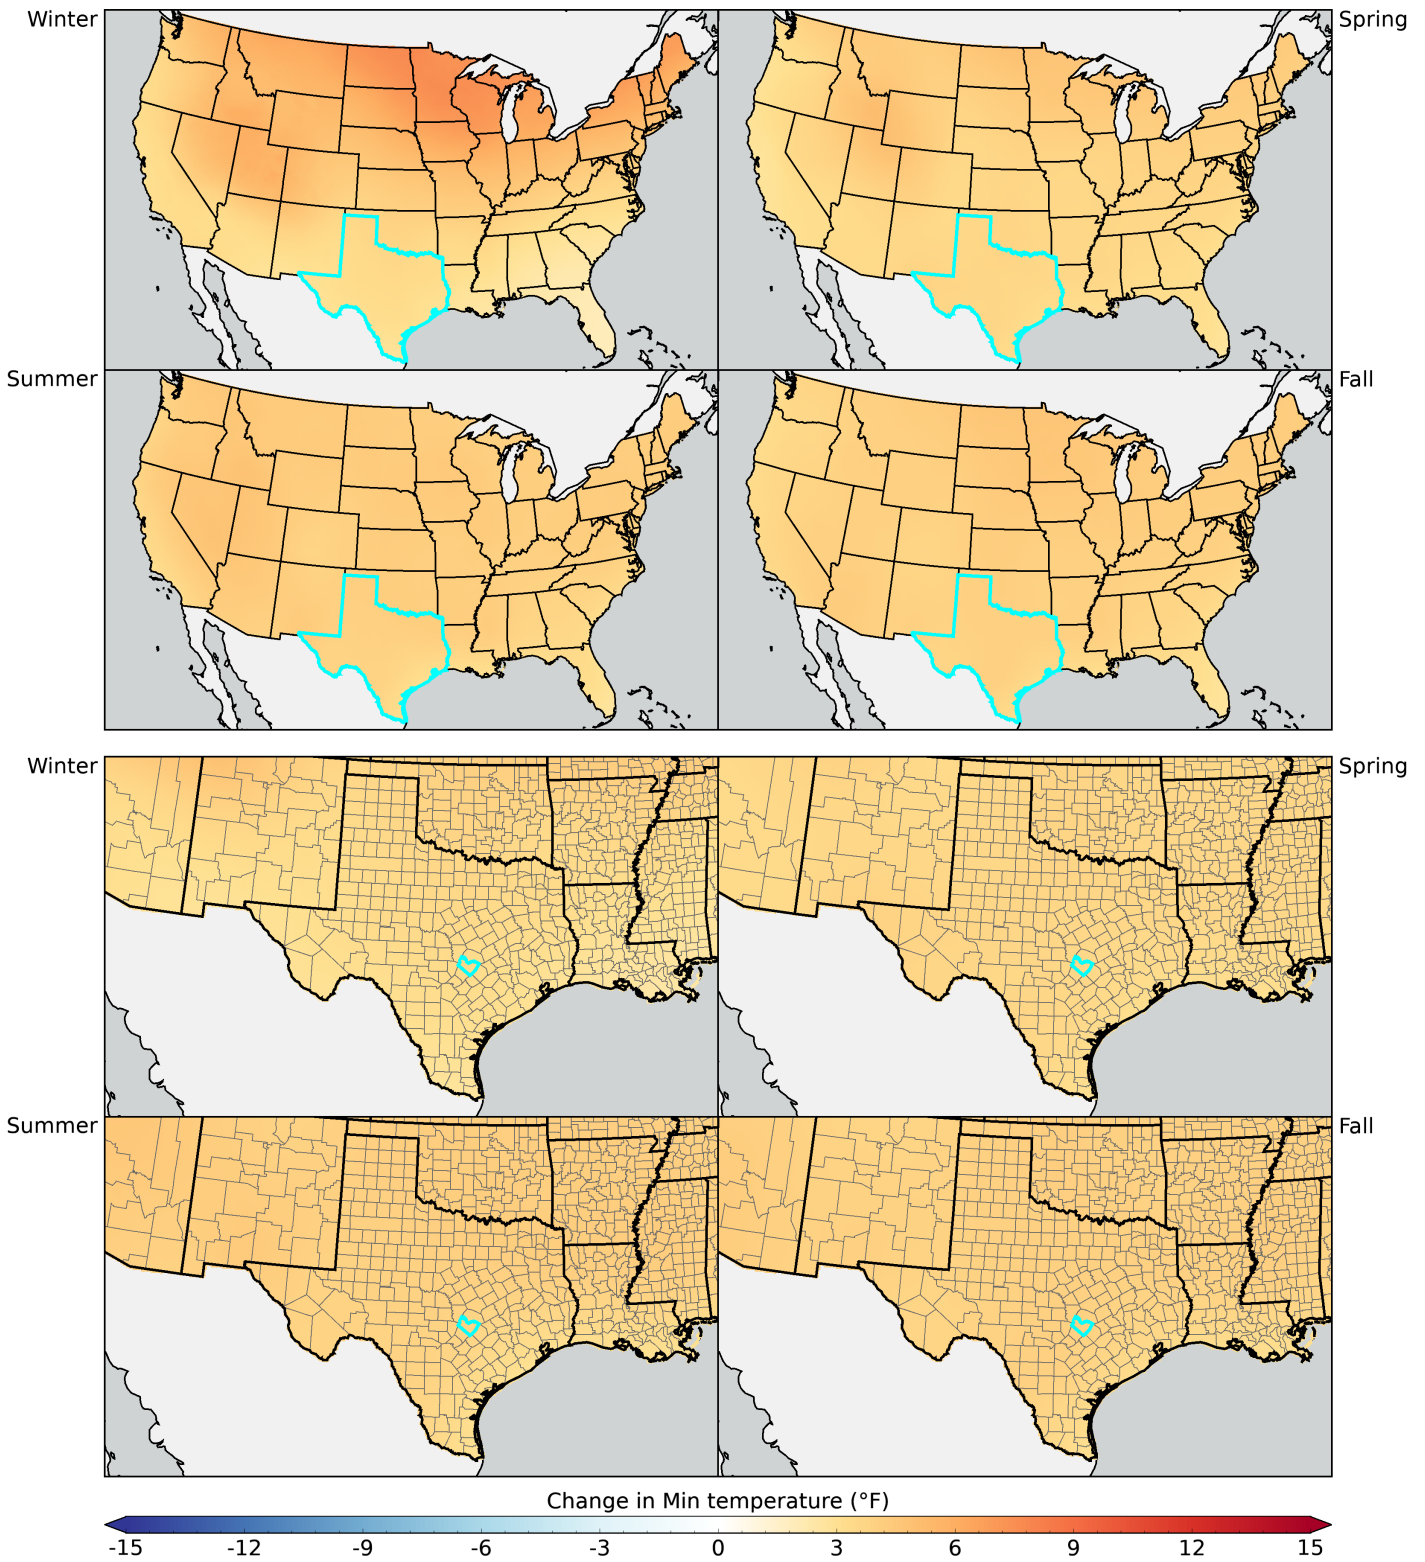 Winter
Spring
Summer
Fall
Winter
Spring
Summer
Fall
Change in Min temperature (°F)
-15 -12 -9 -6 -3 0 3 6 9 12 15